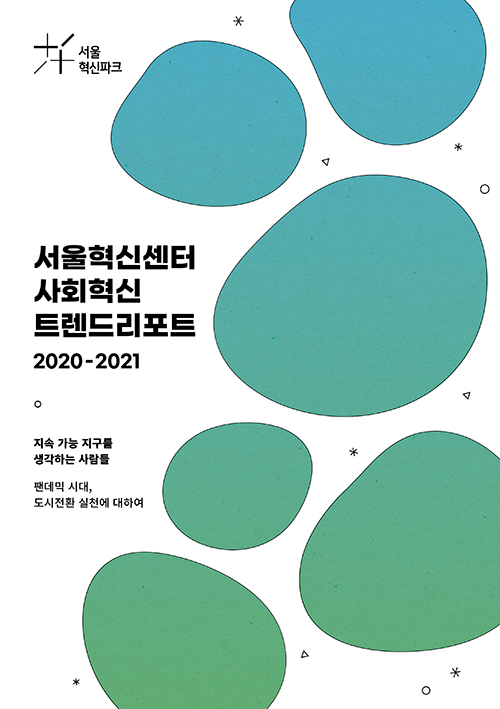 서울
혁신파크
서울혁신센터
사회혁신
트렌드리포트
2020-2021
지속 가능 지구를
생각하는 사람들
팬데믹 시대,
도시전환 실천에 대하여